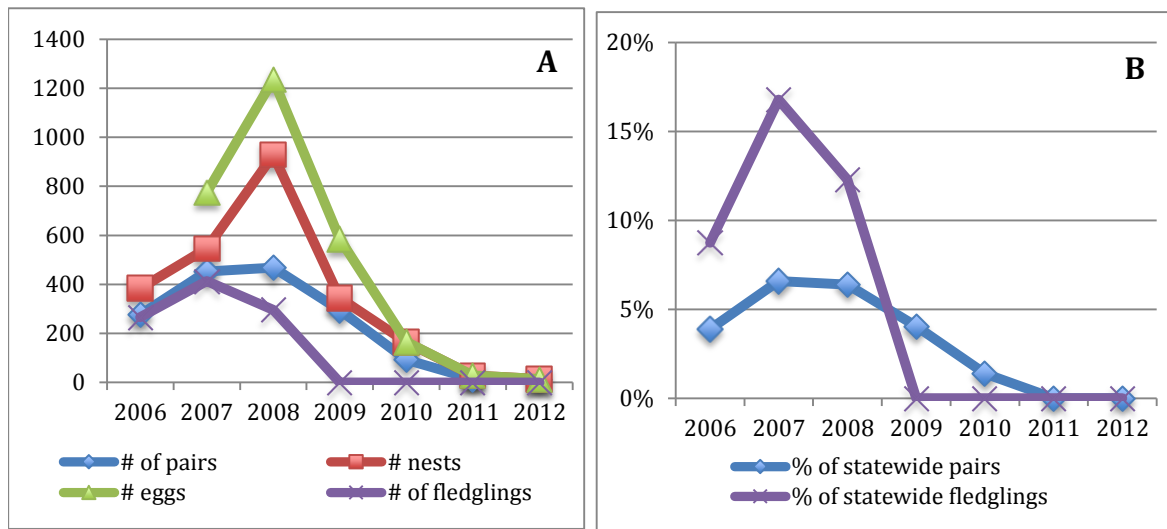 A
1400
1200
1000
800
600
400
200
0
2006 2007 2008 2009 2010 2011 2012
# of pairs # nests
# eggs # of fledglings
B
20%
15%
10%
5%
0%
2006 2007 2008 2009 2010 2011 2012
% of statewide pairs
% of statewide fledglings